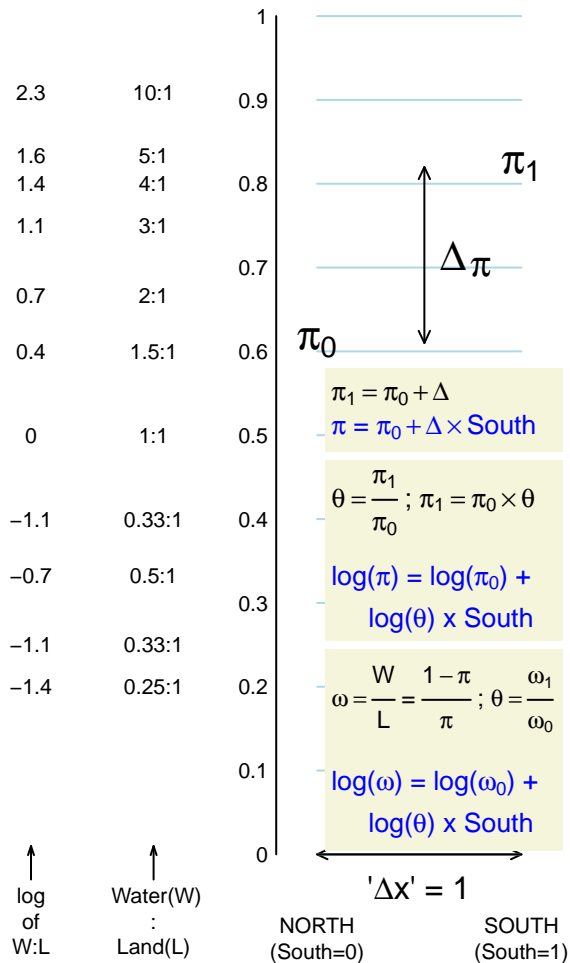 1
2.3 10:1 0.9
1.6 5:1 π1
1.4 4:1 0.8
1.1 3:1
Δπ
0.7
0.7 2:1
π0
0.4 1.5:1 0.6
π1 = π0 + Δ
π = π0 + Δ × South
0 1:1 0.5
θ = π1/π0 ; π1 = π0 × θ
−1.1 0.33:1 0.4
−0.7 0.5:1
log(π) = log(π0) +
log(θ) x South
0.3
−1.1 0.33:1
−1.4 0.25:1 0.2
ω = W/L = (1 − π)/π ; θ = ω1/ω0
0.1
log(ω) = log(ω0) +
log(θ) x South
0
'Δx' = 1
log
of
W:L
Water(W)
:
Land(L)
NORTH
(South=0)
SOUTH
(South=1)